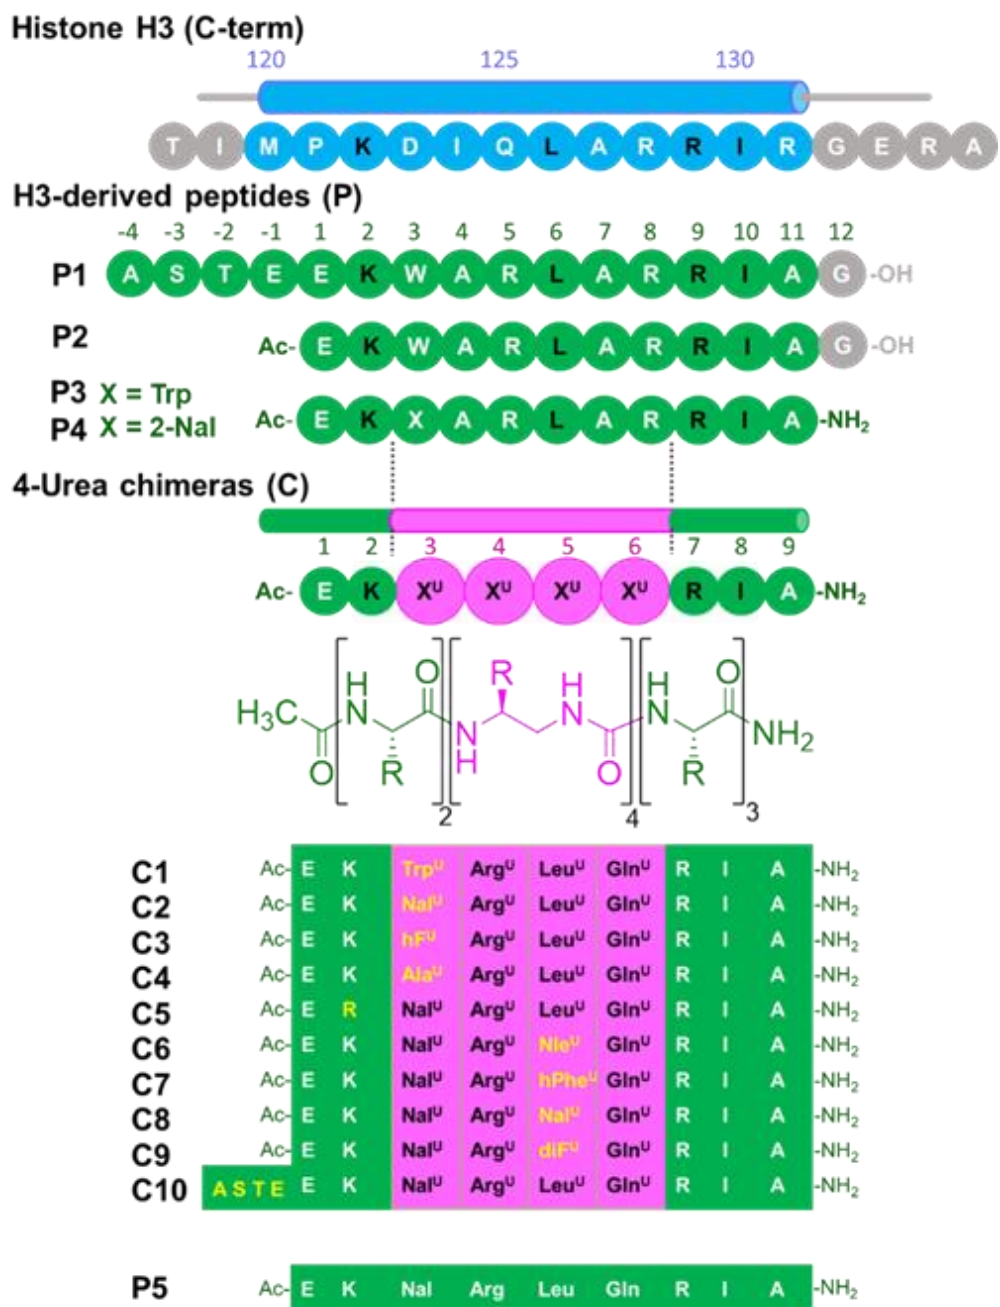 Histone H3 (C-term)
120 125 130
T I M P K D I Q L A R R I R G E R A
H3-derived peptides (P)
-4 -3 -2 -1 1 2 3 4 5 6 7 8 9 10 11 12
P1 A S T E E K W A R L A R R I A G -OH
P2 Ac- E K W A R L A R R I A G -OH
P3 X = Trp
P4 X = 2-Nal Ac- E K X A R L A R R I A -NH₂
4-Urea chimeras (C)
1 2 3 4 5 6 7 8 9
Ac- E K Xᵁ Xᵁ Xᵁ Xᵁ R I A -NH₂
H₃C O H N R O 2 N H R H N O 4 H N R O 3 NH₂
C1 Ac- E K Trpᵁ Argᵁ Leuᵁ Glnᵁ R I A -NH₂
C2 Ac- E K Nalᵁ Argᵁ Leuᵁ Glnᵁ R I A -NH₂
C3 Ac- E K hFᵁ Argᵁ Leuᵁ Glnᵁ R I A -NH₂
C4 Ac- E K Alaᵁ Argᵁ Leuᵁ Glnᵁ R I A -NH₂
C5 Ac- E R Nalᵁ Argᵁ Leuᵁ Glnᵁ R I A -NH₂
C6 Ac- E K Nalᵁ Argᵁ Nleᵁ Glnᵁ R I A -NH₂
C7 Ac- E K Nalᵁ Argᵁ hPheᵁ Glnᵁ R I A -NH₂
C8 Ac- E K Nalᵁ Argᵁ Nalᵁ Glnᵁ R I A -NH₂
C9 Ac- E K Nalᵁ Argᵁ diFᵁ Glnᵁ R I A -NH₂
C10 A S T E E K Nalᵁ Argᵁ Leuᵁ Glnᵁ R I A -NH₂
P5 Ac- E K Nal Arg Leu Gln R I A -NH₂